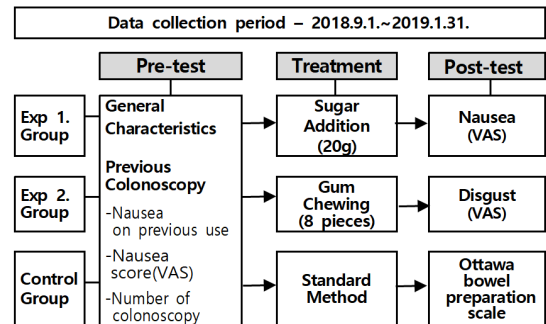 Data collection period – 2018.9.1.~2019.1.31.
Pre-test
Treatment
Post-test
Exp 1.
Group
General
Characteristics
Previous
Colonoscopy
-Nausea
on previous use
-Nausea
score(VAS)
-Number of
colonoscopy
Sugar
Addition
(20g)
Nausea
(VAS)
Exp 2.
Group
Gum
Chewing
(8 pieces)
Disgust
(VAS)
Control
Group
Standard
Method
Ottawa
bowel
preparation
scale